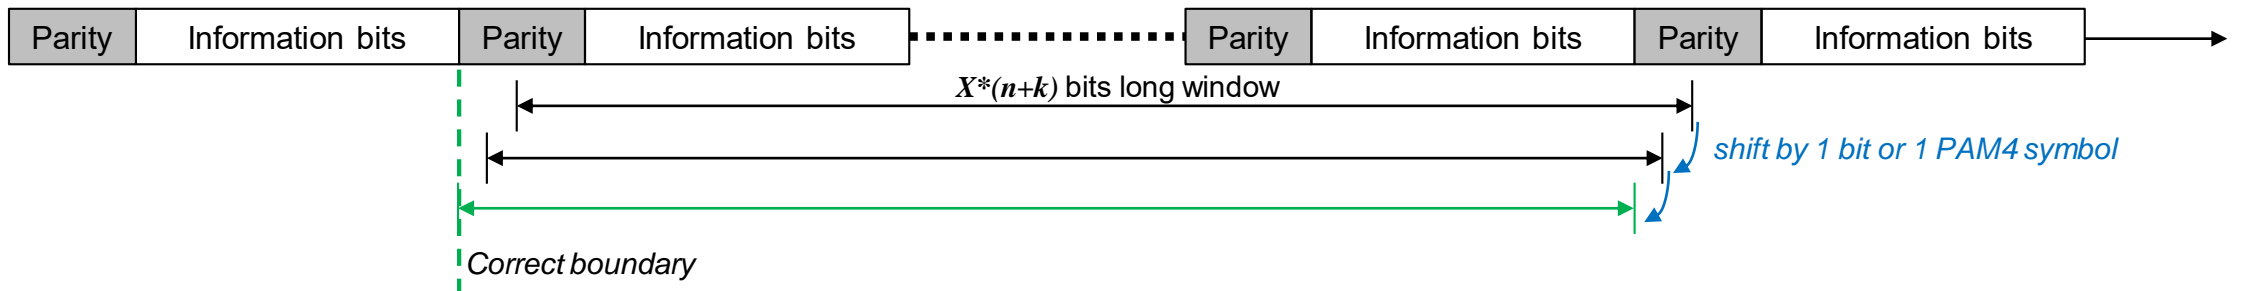 Parity Information bits Parity Information bits Parity Information bits Parity Information bits
X*(n+k) bits long window
shift by 1 bit or 1 PAM4 symbol
Correct boundary